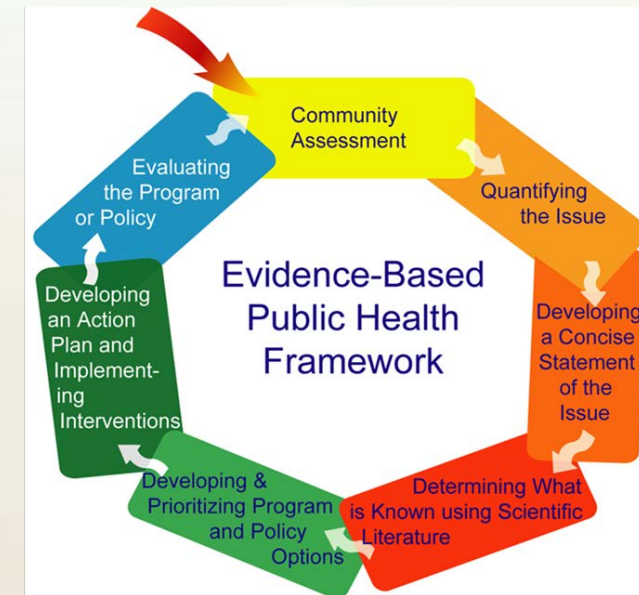 Community
Assessment
Quantifying
the Issue
Developing
a Concise
Statement
of the
Issue
Determining What
is Known using Scientific
Literature
Developing &
Prioritizing Program
and Policy
Options
Developing
an Action
Plan and
Implement-
ing
Interventions
Evaluating
the Program
or Policy
Evidence-Based
Public Health
Framework